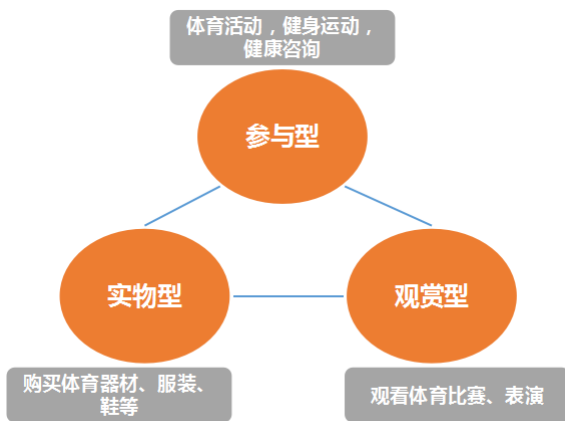 体育活动，健身运动，
健康咨询
参与型
实物型
观赏型
购买体育器材、服装、
鞋等
观看体育比赛、表演